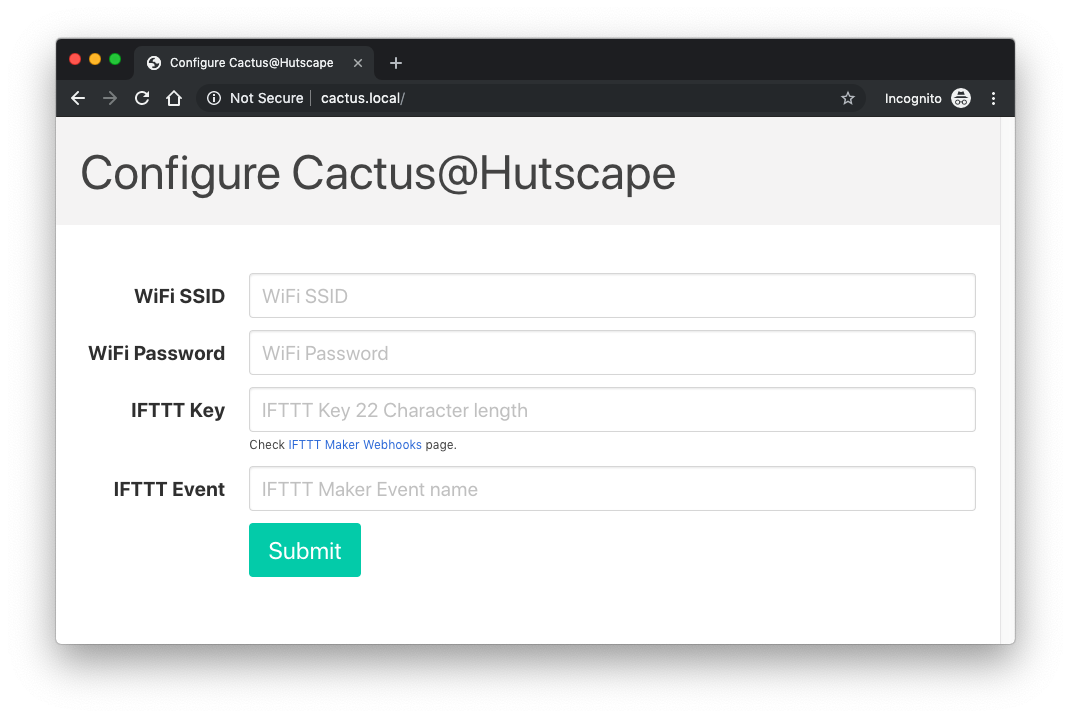 Configure Cactus@Hutscape
Not Secure | cactus.local/
Incognito
Configure Cactus@Hutscape
WiFi SSID WiFi SSID
WiFi Password WiFi Password
IFTTT Key IFTTT Key 22 Character length
Check IFTTT Maker Webhooks page.
IFTTT Event IFTTT Maker Event name
Submit